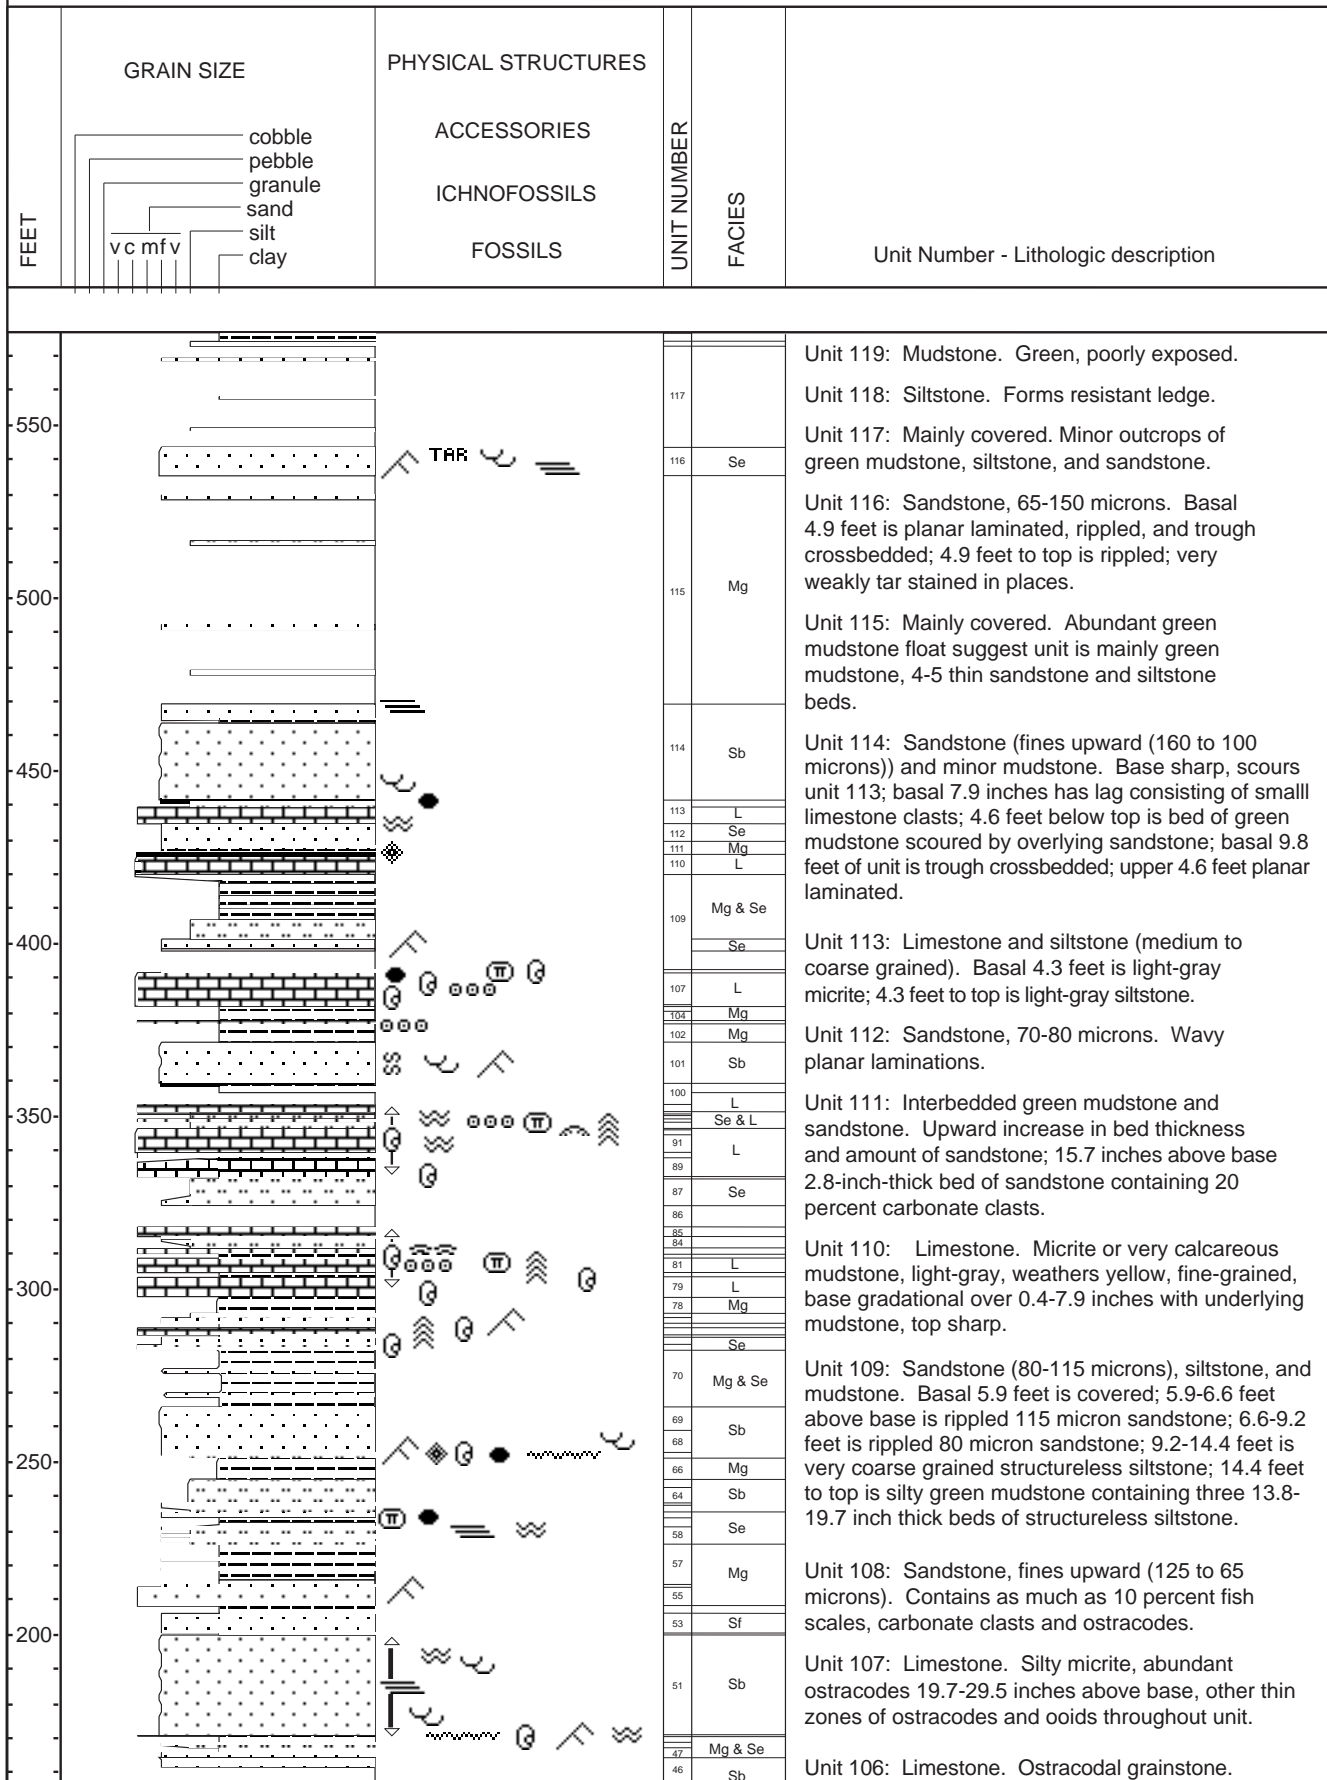 GRAIN SIZE
cobble
pebble
granule
sand
silt
clay
v c m f v
FEET
PHYSICAL STRUCTURES
ACCESSORIES
ICHNOFOSSILS
FOSSILS
UNIT NUMBER
FACIES
Unit Number - Lithologic description
550
500
450
400
350
300
250
200
TAR
SS
117
116 Se
115 Mg
114 Sb
113 L
112 Se
111 Mg
110 L
109 Mg & Se
Se
107 L
104 Mg
102 Mg
101 Sb
100
L
Se & L
91 L
89
87 Se
86
85
84
81 L
79 L
78 Mg
Se
70 Mg & Se
69 Sb
68
66 Mg
64 Sb
58 Se
57 Mg
55
53 Sf
51 Sb
47 Mg & Se
46 Sb
Unit 119: Mudstone. Green, poorly exposed.
Unit 118: Siltstone. Forms resistant ledge.
Unit 117: Mainly covered. Minor outcrops of
green mudstone, siltstone, and sandstone.
Unit 116: Sandstone, 65-150 microns. Basal
4.9 feet is planar laminated, rippled, and trough
crossbedded; 4.9 feet to top is rippled; very
weakly tar stained in places.
Unit 115: Mainly covered. Abundant green
mudstone float suggest unit is mainly green
mudstone, 4-5 thin sandstone and siltstone
beds.
Unit 114: Sandstone (fines upward (160 to 100
microns)) and minor mudstone. Base sharp, scours
unit 113; basal 7.9 inches has lag consisting of smalll
limestone clasts; 4.6 feet below top is bed of green
mudstone scoured by overlying sandstone; basal 9.8
feet of unit is trough crossbedded; upper 4.6 feet planar
laminated.
Unit 113: Limestone and siltstone (medium to
coarse grained). Basal 4.3 feet is light-gray
micrite; 4.3 feet to top is light-gray siltstone.
Unit 112: Sandstone, 70-80 microns. Wavy
planar laminations.
Unit 111: Interbedded green mudstone and
sandstone. Upward increase in bed thickness
and amount of sandstone; 15.7 inches above base
2.8-inch-thick bed of sandstone containing 20
percent carbonate clasts.
Unit 110: Limestone. Micrite or very calcareous
mudstone, light-gray, weathers yellow, fine-grained,
base gradational over 0.4-7.9 inches with underlying
mudstone, top sharp.
Unit 109: Sandstone (80-115 microns), siltstone, and
mudstone. Basal 5.9 feet is covered; 5.9-6.6 feet
above base is rippled 115 micron sandstone; 6.6-9.2
feet is rippled 80 micron sandstone; 9.2-14.4 feet is
very coarse grained structureless siltstone; 14.4 feet
to top is silty green mudstone containing three 13.8-
19.7 inch thick beds of structureless siltstone.
Unit 108: Sandstone, fines upward (125 to 65
microns). Contains as much as 10 percent fish
scales, carbonate clasts and ostracodes.
Unit 107: Limestone. Silty micrite, abundant
ostracodes 19.7-29.5 inches above base, other thin
zones of ostracodes and ooids throughout unit.
Unit 106: Limestone. Ostracodal grainstone.